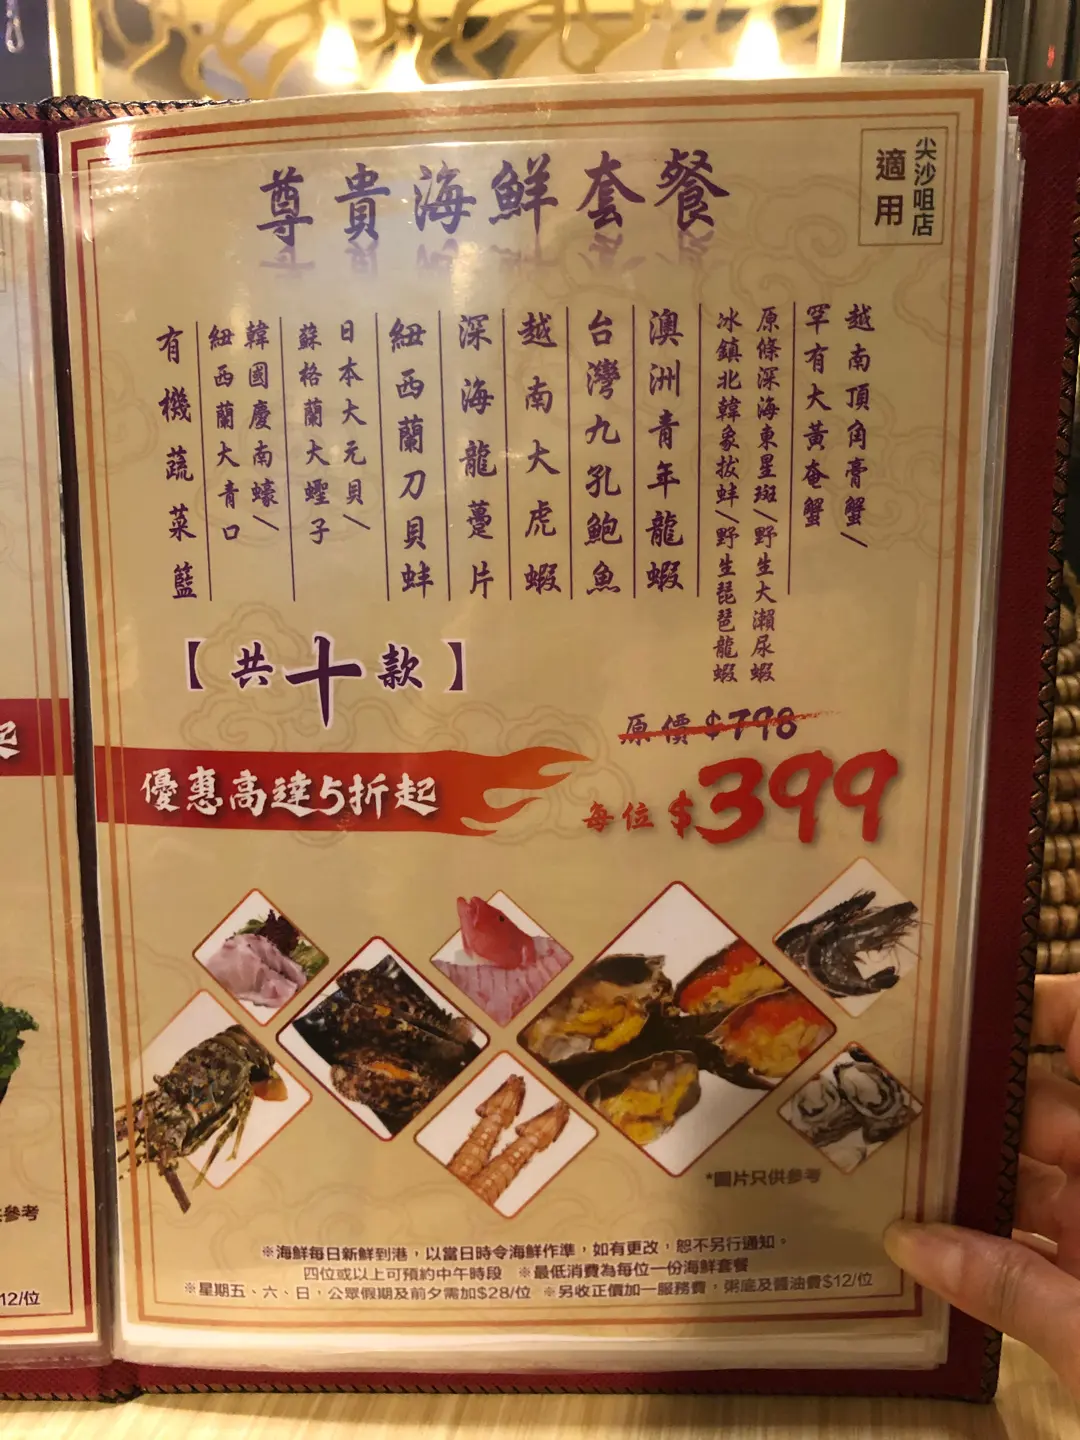 尖沙咀店
適用
尊貴海鮮套餐
越南頂角膏蟹/
罕有大黃奄蟹
原條深海東星斑/野生大瀨尿蝦
冰鎮北韓象拔蚌/野生琵琶龍蝦
澳洲青年龍蝦
台灣九孔鮑魚
越南大虎蝦
深海龍躉片
紐西蘭刀貝蚌
日本大元貝/
蘇格蘭大蟶子
韓國慶南蠔/
紐西蘭大青口
有機蔬菜籃
【共十款】
原價$798
優惠高達5折起
每位$399
*圖片只供參考
※海鮮每日新鮮到港，以當日時令海鮮作準，如有更改，恕不另行通知。
四位或以上可預約中午時段 ※最低消費為每位一份海鮮套餐
※星期五、六、日，公眾假期及前夕需加$28/位 ※另收正價加一服務費，粥底及醬油費$12/位
起
參考
12/位